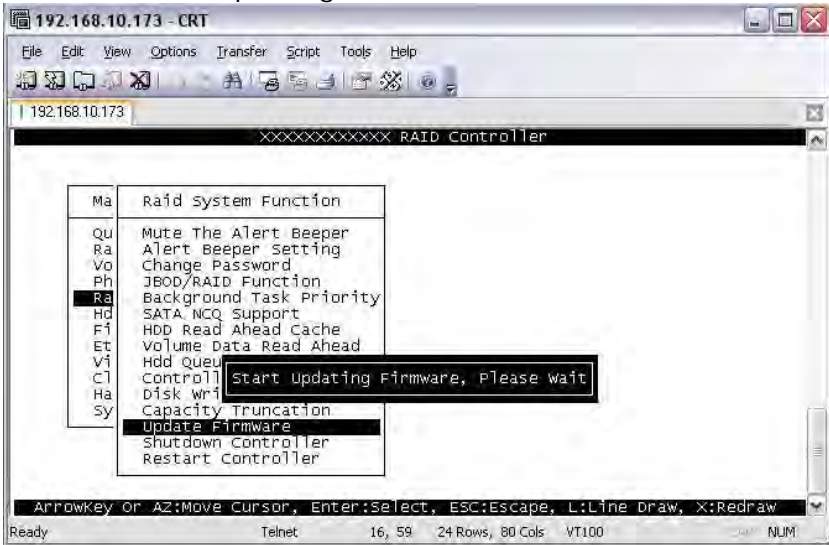 192.168.10.173 - CRT
File Edit View Options Transfer Script Tools Help
192.168.10.173
XXXXXXXXXXXX RAID Controller
Ma
Raid System Function
Qu
Mute The Alert Beeper
Ra
Alert Beeper Setting
Vo
Change Password
Ph
JBOD/RAID Function
Ra
Background Task Priority
Hd
SATA NCQ Support
Fi
HDD Read Ahead Cache
Et
Volume Data Read Ahead
Vi
Hdd Queu
Cl
Controll
Start Updating Firmware, Please Wait
Ha
Disk Wri
Sy
Capacity Truncation
Update Firmware
Shutdown Controller
Restart Controller
ArrowKey Or AZ:Move Cursor, Enter:Select, ESC:Escape, L:Line Draw, X:Redraw
Ready Telnet 16, 59 24 Rows, 80 Cols VT100 NUM